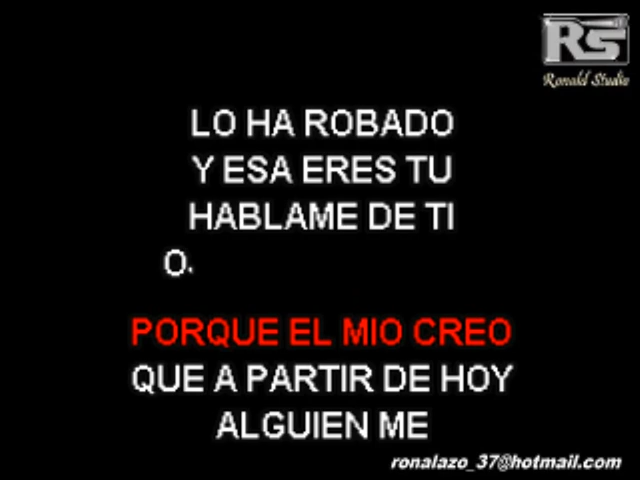 RS
Ronald Studio
LO HA ROBADO
Y ESA ERES TU
HABLAME DE TI
O.
PORQUE EL MIO CREO
QUE A PARTIR DE HOY
ALGUIEN ME
ronalazo_37@hotmail.com